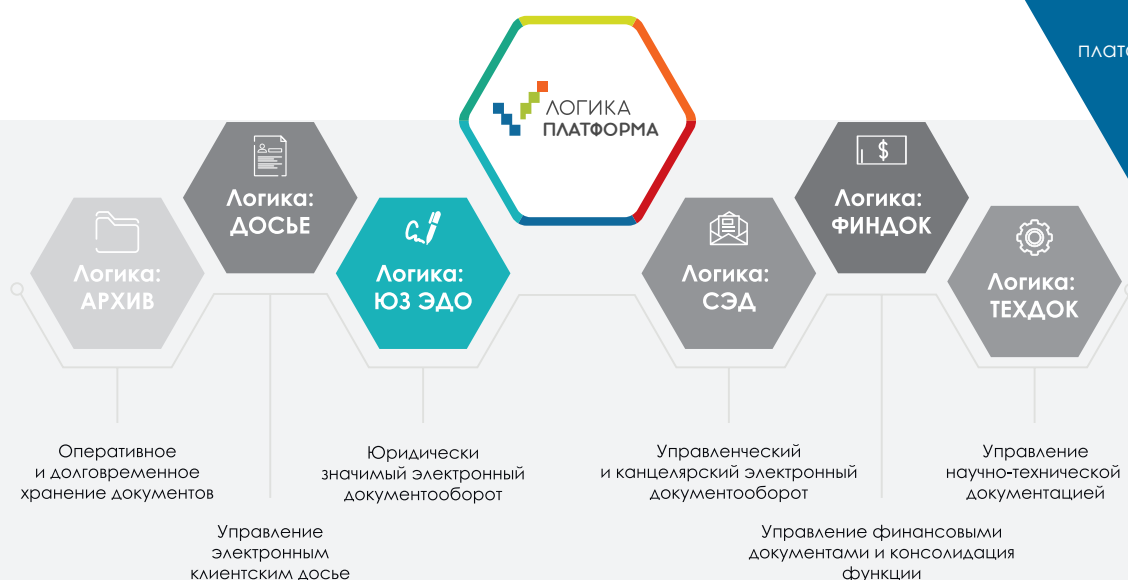 ЛОГИКА
ПЛАТФОРМА
Логика:
АРХИВ
Логика:
ДОСЬЕ
Логика:
ЮЗ ЭДО
Логика:
СЭД
$
Логика:
ФИНДОК
Логика:
ТЕХДОК
Оперативное
и долговременное
хранение документов
Управление
электронным
клиентским досье
Юридически
значимый электронный
документооборот
Управленческий
и канцелярский электронный
документооборот
Управление финансовыми
документами и консолидация
функции
Управление
научно-технической
документацией